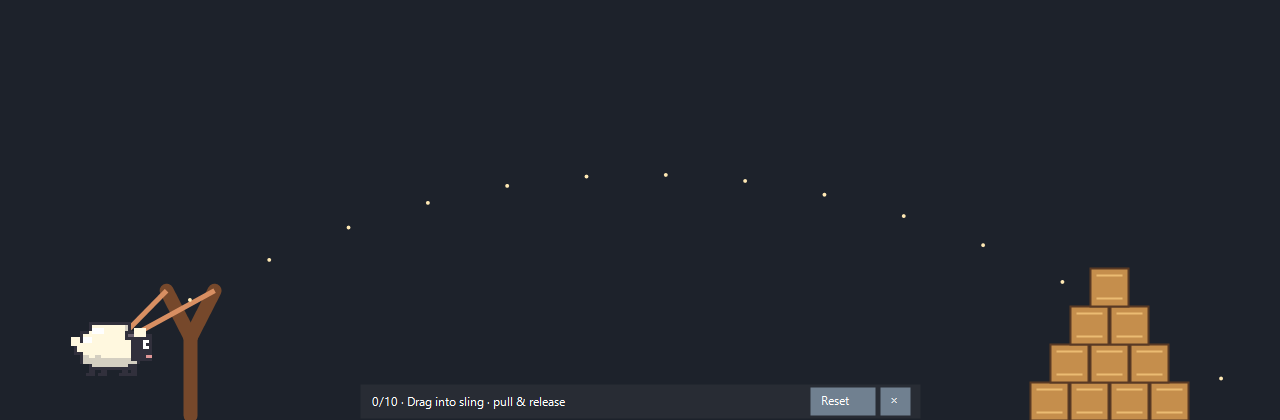 0/10 · Drag into sling · pull & release
Reset
×